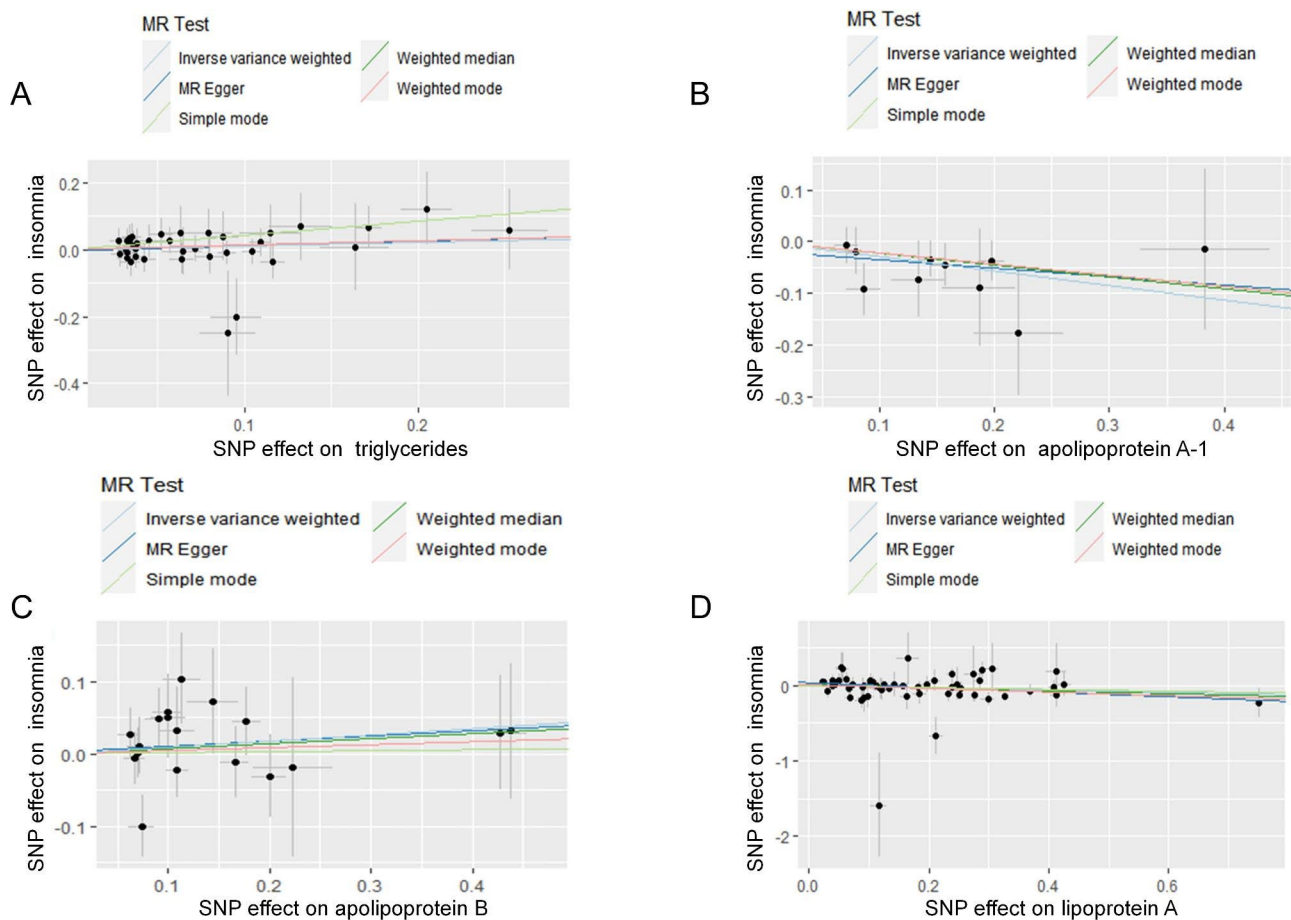 A
MR Test
Inverse variance weighted
Weighted median
MR Egger
Weighted mode
Simple mode
SNP effect on insomnia
0.2
0.0
-0.2
-0.4
0.1
0.2
SNP effect on triglycerides
B
MR Test
Inverse variance weighted
Weighted median
MR Egger
Weighted mode
Simple mode
SNP effect on insomnia
0.1
0.0
-0.1
-0.2
-0.3
0.1
0.2
0.3
0.4
SNP effect on apolipoprotein A-1
C
MR Test
Inverse variance weighted
Weighted median
MR Egger
Weighted mode
Simple mode
SNP effect on insomnia
0.1
0.0
-0.1
0.1
0.2
0.3
0.4
SNP effect on apolipoprotein B
D
MR Test
Inverse variance weighted
Weighted median
MR Egger
Weighted mode
Simple mode
SNP effect on insomnia
0
-1
-2
0.0
0.2
0.4
0.6
SNP effect on lipoprotein A